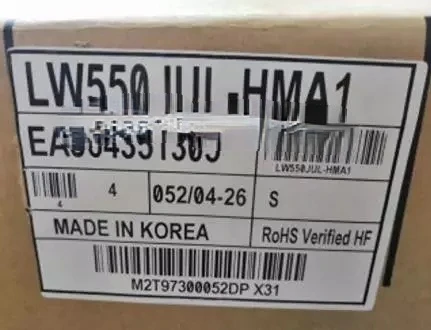 LW550JUL-HMA1
LW550JUL-HMA1
4 4 052/04-26 S
MADE IN KOREA RoHS Verified HF
M2T97300052DP X31